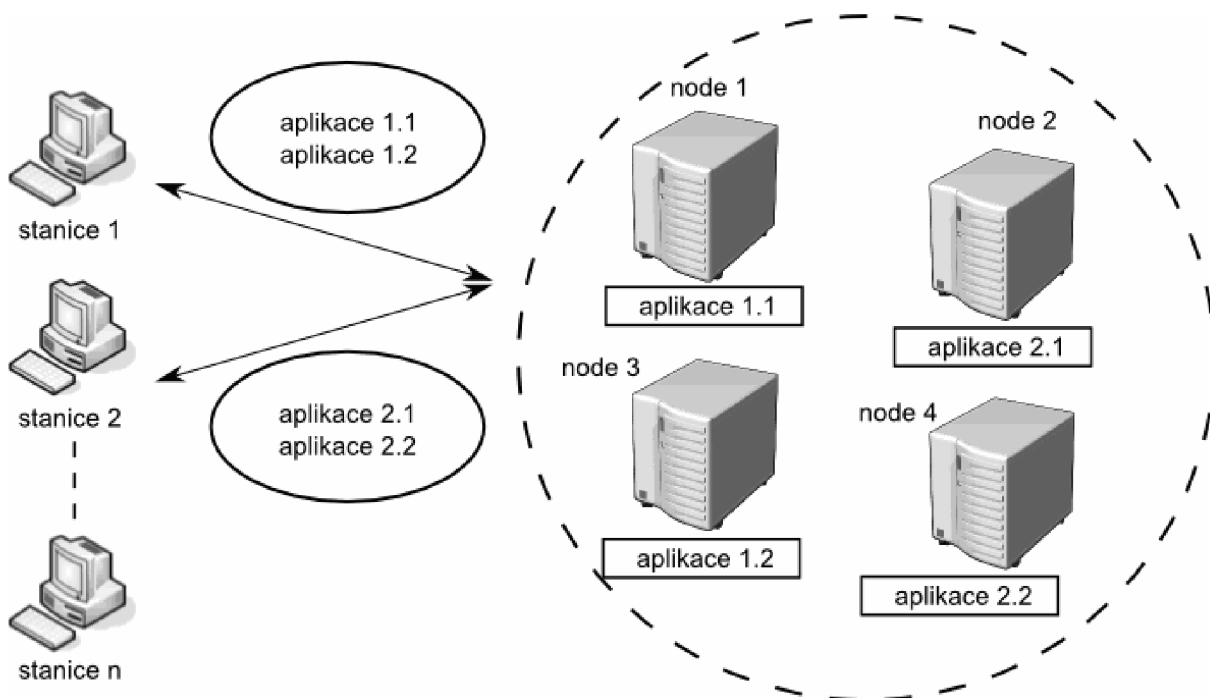 node 1
node 2
aplikace 1.1
aplikace 1.2
stanice 1
aplikace 1.1
aplikace 2.1
node 3
stanice 2
aplikace 2.1
aplikace 2.2
node 4
aplikace 1.2
aplikace 2.2
stanice n